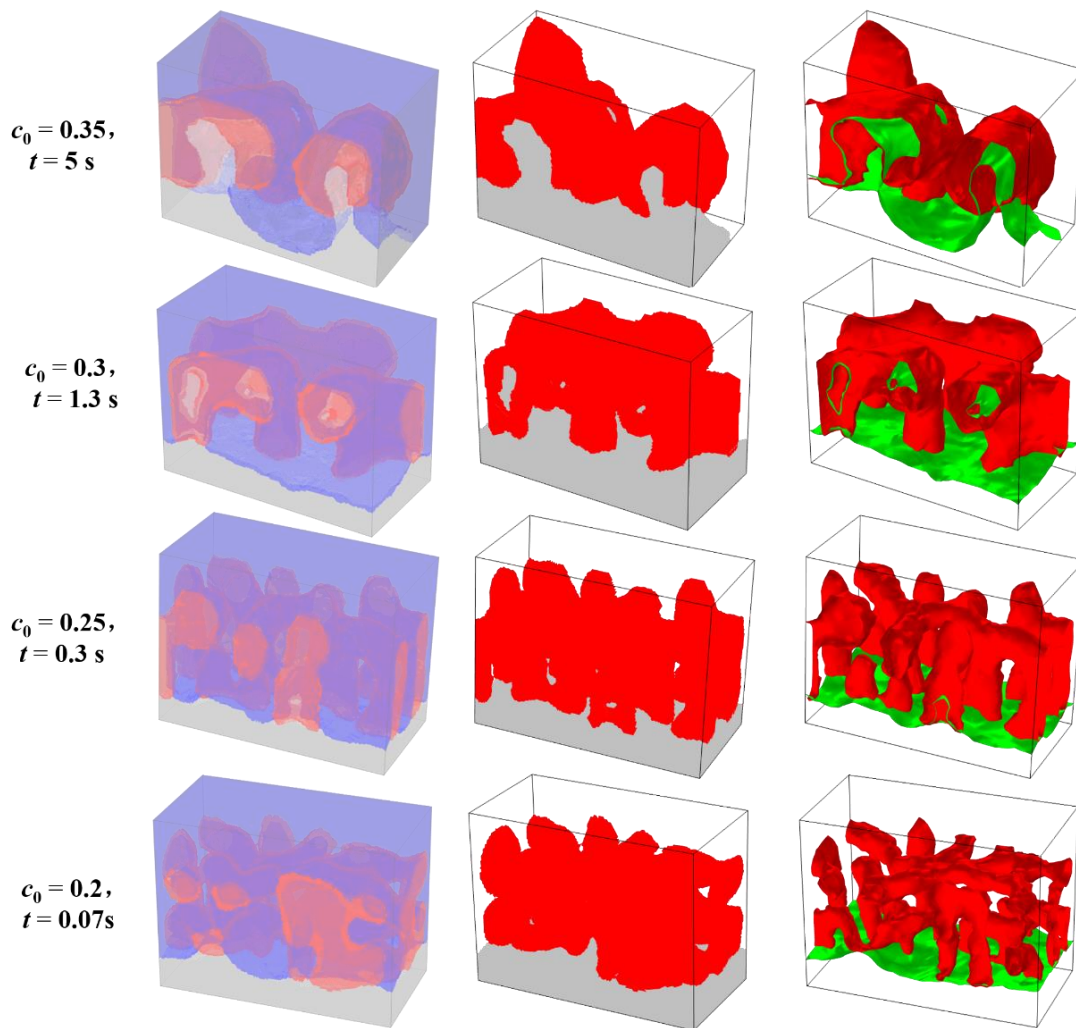 c₀ = 0.35,
t = 5 s
c₀ = 0.3,
t = 1.3 s
c₀ = 0.25,
t = 0.3 s
c₀ = 0.2,
t = 0.07s